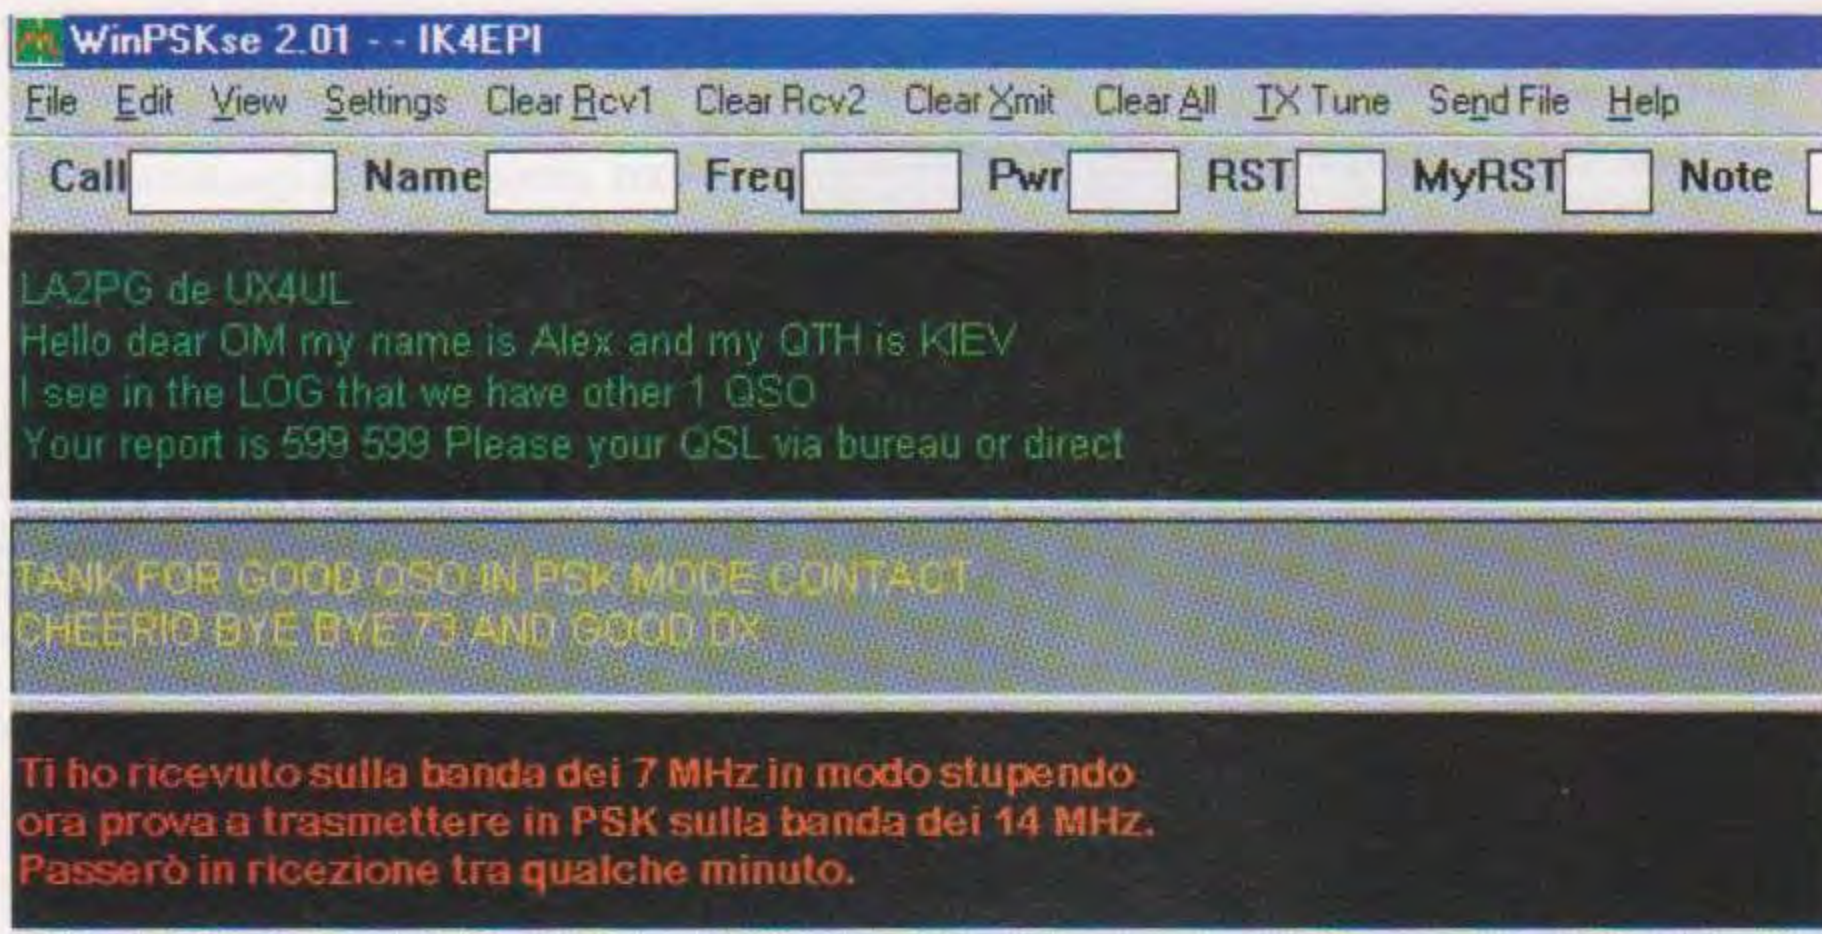 WinPSKse 2.01 - - IK4EPI
File Edit View Settings Clear Rcv1 Clear Rcv2 Clear Xmit Clear All TX Tune Send File Help
Call Name Freq Pwr RST MyRST Note
LA2PG de UX4UL
Hello dear OM my name is Alex and my QTH is KIEV
I see in the LOG that we have other 1 QSO
Your report is 599 599 Please your QSL via bureau or direct
TANK FOR GOOD QSO IN PSK MODE CONTACT
CHEERIO BYE BYE 73 AND GOOD DX
Ti ho ricevuto sulla banda dei 7 MHz in modo stupendo
ora prova a trasmettere in PSK sulla banda dei 14 MHz.
Passerò in ricezione tra qualche minuto.